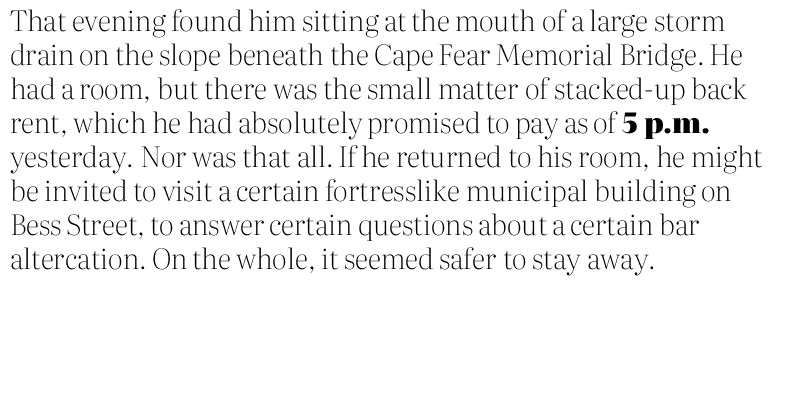 That evening found him sitting at the mouth of a large storm
drain on the slope beneath the Cape Fear Memorial Bridge. He
had a room, but there was the small matter of stacked-up back
rent, which he had absolutely promised to pay as of 5 p.m.
yesterday. Nor was that all. If he returned to his room, he might
be invited to visit a certain fortresslike municipal building on
Bess Street, to answer certain questions about a certain bar
altercation. On the whole, it seemed safer to stay away.